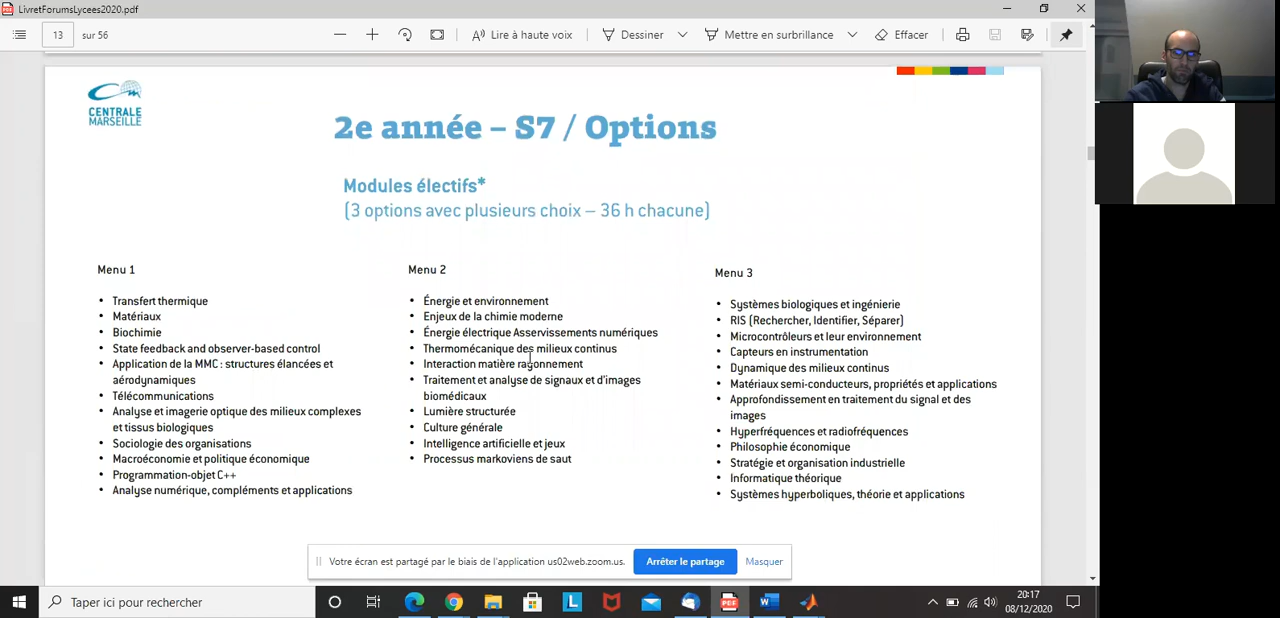 LivretForumsLycees2020.pdf
13 sur 56
Lire à haute voix
Dessiner
Mettre en surbrillance
Effacer
CENTRALE
MARSEILLE
2e année – S7 / Options
Modules électifs*
(3 options avec plusieurs choix – 36 h chacune)
Menu 1
• Transfert thermique
• Matériaux
• Biochimie
• State feedback and observer-based control
• Application de la MMC : structures élancées et
aérodynamiques
• Télécommunications
• Analyse et imagerie optique des milieux complexes
et tissus biologiques
• Sociologie des organisations
• Macroéconomie et politique économique
• Programmation-objet C++
• Analyse numérique, compléments et applications
Menu 2
• Énergie et environnement
• Enjeux de la chimie moderne
• Énergie électrique Asservissements numériques
• Thermomécanique des milieux continus
• Interaction matière rayonnement
• Traitement et analyse de signaux et d'images
biomédicaux
• Lumière structurée
• Culture générale
• Intelligence artificielle et jeux
• Processus markoviens de saut
Menu 3
• Systèmes biologiques et ingénierie
• RIS (Rechercher, Identifier, Séparer)
• Microcontrôleurs et leur environnement
• Capteurs en instrumentation
• Dynamique des milieux continus
• Matériaux semi-conducteurs, propriétés et applications
• Approfondissement en traitement du signal et des
images
• Hyperfréquences et radiofréquences
• Philosophie économique
• Stratégie et organisation industrielle
• Informatique théorique
• Systèmes hyperboliques, théorie et applications
Votre écran est partagé par le biais de l'application us02web.zoom.us.
Arrêter le partage
Masquer
Taper ici pour rechercher
20:17
08/12/2020